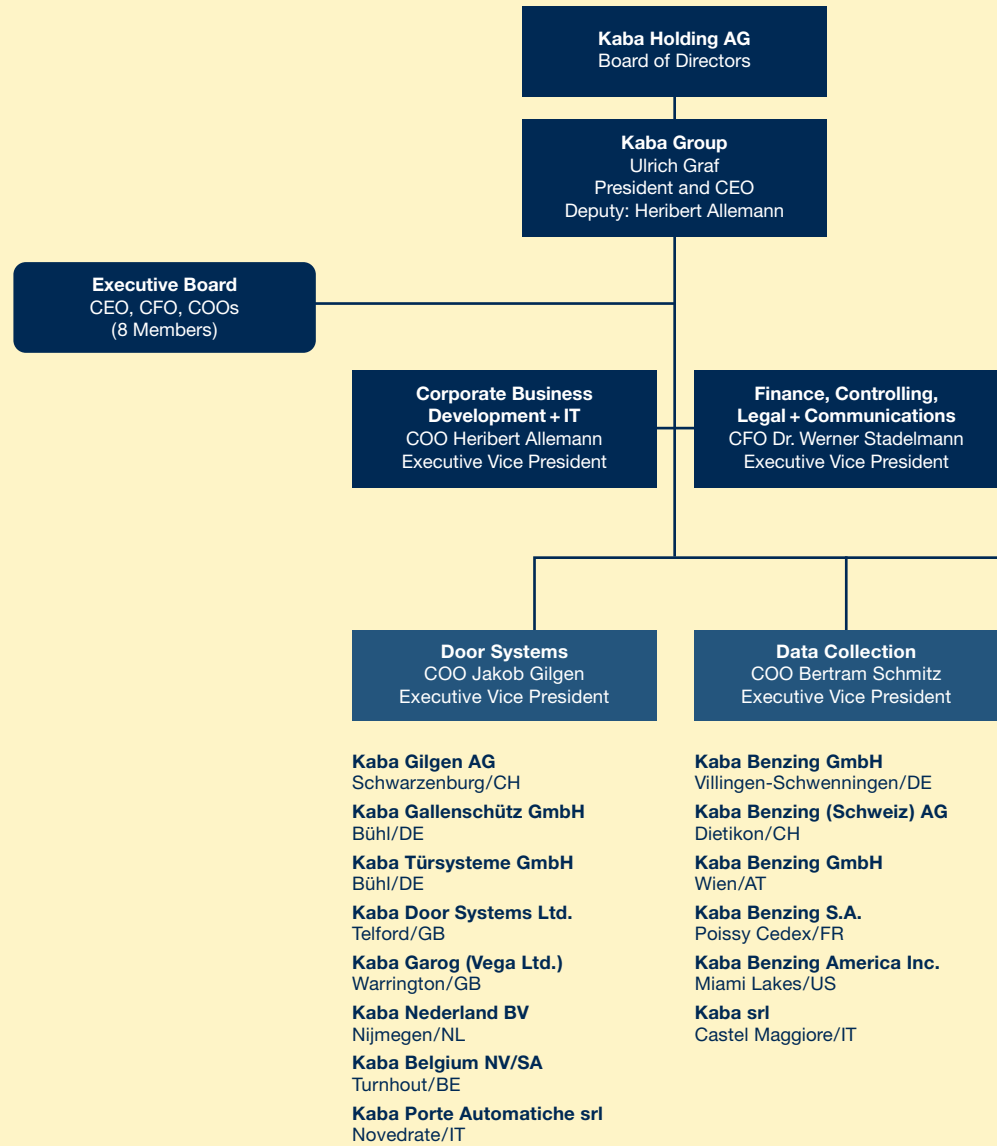 Kaba Holding AG
Board of Directors
Kaba Group
Ulrich Graf
President and CEO
Deputy: Heribert Allemann
Executive Board
CEO, CFO, COOs
(8 Members)
Corporate Business
Development + IT
COO Heribert Allemann
Executive Vice President
Finance, Controlling,
Legal + Communications
CFO Dr. Werner Stadelmann
Executive Vice President
Door Systems
COO Jakob Gilgen
Executive Vice President
Kaba Gilgen AG
Schwarzenburg/CH
Kaba Gallenschütz GmbH
Bühl/DE
Kaba Türsysteme GmbH
Bühl/DE
Kaba Door Systems Ltd.
Telford/GB
Kaba Garog (Vega Ltd.)
Warrington/GB
Kaba Nederland BV
Nijmegen/NL
Kaba Belgium NV/SA
Turnhout/BE
Kaba Porte Automatiche srl
Novedrate/IT
Data Collection
COO Bertram Schmitz
Executive Vice President
Kaba Benzing GmbH
Villingen-Schwenningen/DE
Kaba Benzing (Schweiz) AG
Dietikon/CH
Kaba Benzing GmbH
Wien/AT
Kaba Benzing S.A.
Poissy Cedex/FR
Kaba Benzing America Inc.
Miami Lakes/US
Kaba srl
Castel Maggiore/IT